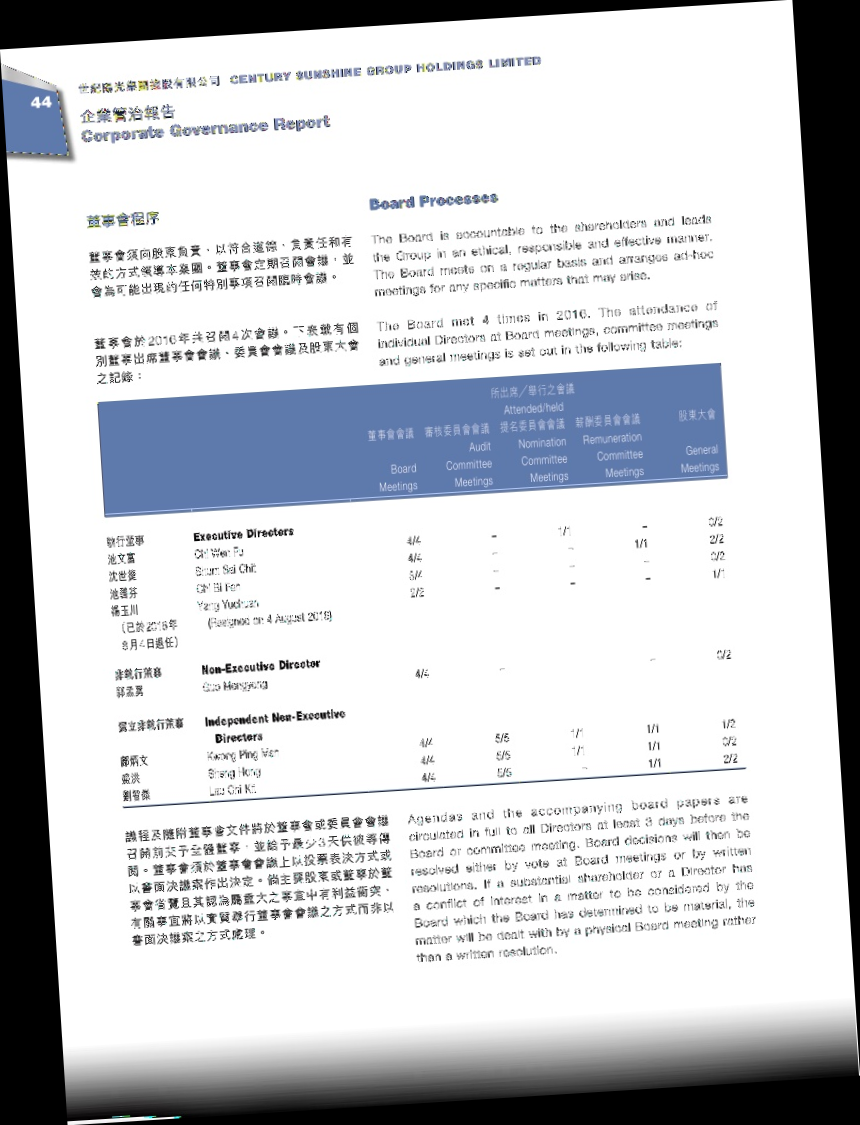 44
世紀陽光集團控股有限公司 CENTURY SUNSHINE GROUP HOLDINGS LIMITED
企業管治報告
Corporate Governance Report
董事會程序
董事會須向股東負責，以符合道德、負責任和有
效的方式領導本集團。董事會定期召開會議，並
會為可能出現的任何特別事項召開臨時會議。
董事會於2016年共召開4次會議。下表載有個
別董事出席董事會會議、委員會會議及股東大會
之記錄：
Board Processes
The Board is accountable to the shareholders and leads
the Group in an ethical, responsible and effective manner.
The Board meets on a regular basis and arranges ad-hoc
meetings for any specific matters that may arise.
The Board met 4 times in 2016. The attendance of
individual Directors at Board meetings, committee meetings
and general meetings is set out in the following table:
所出席／舉行之會議
Attended/held
董事會會議 審核委員會會議 提名委員會會議 薪酬委員會會議 股東大會
Audit Nomination Remuneration
Board Committee Committee Committee General
Meetings Meetings Meetings Meetings Meetings
執行董事 Executive Directors
池文富 Chi Wen Fu 4/4 – 1/1 – 0/2
沈世捷 Shum Sai Chit 4/4 – – 1/1 2/2
池碧芬 Chi Bi Fen 3/4 – – – 0/2
楊玉川 Yang Yuchuan 2/2 – – – 1/1
（已於2016年 (Resigned on 4 August 2016)
8月4日退任）
非執行董事 Non-Executive Director
郭孟勇 Guo Mengyong 4/4 – – 0/2
獨立非執行董事 Independent Non-Executive
Directors
鄺炳文 Kwong Ping Man 4/4 5/5 1/1 1/1 1/2
盛洪 Sheng Hong 4/4 5/5 1/1 1/1 0/2
劉智傑 Lau Chi Kit 4/4 5/5 – 1/1 2/2
議程及隨附董事會文件將於董事會或委員會會議
召開前交予全體董事，並給予最少3天供彼等傳
閱。董事會須於董事會會議上以投票表決方式或
以書面決議案作出決定。倘主要股東或董事於董
事會省覽且其認為屬重大之事宜中有利益衝突，
有關事宜將以實質舉行董事會會議之方式而非以
書面決議案之方式處理。
Agendas and the accompanying board papers are
circulated in full to all Directors at least 3 days before the
Board or committee meeting. Board decisions will then be
resolved either by vote at Board meetings or by written
resolutions. If a substantial shareholder or a Director has
a conflict of interest in a matter to be considered by the
Board which the Board has determined to be material, the
matter will be dealt with by a physical Board meeting rather
than a written resolution.